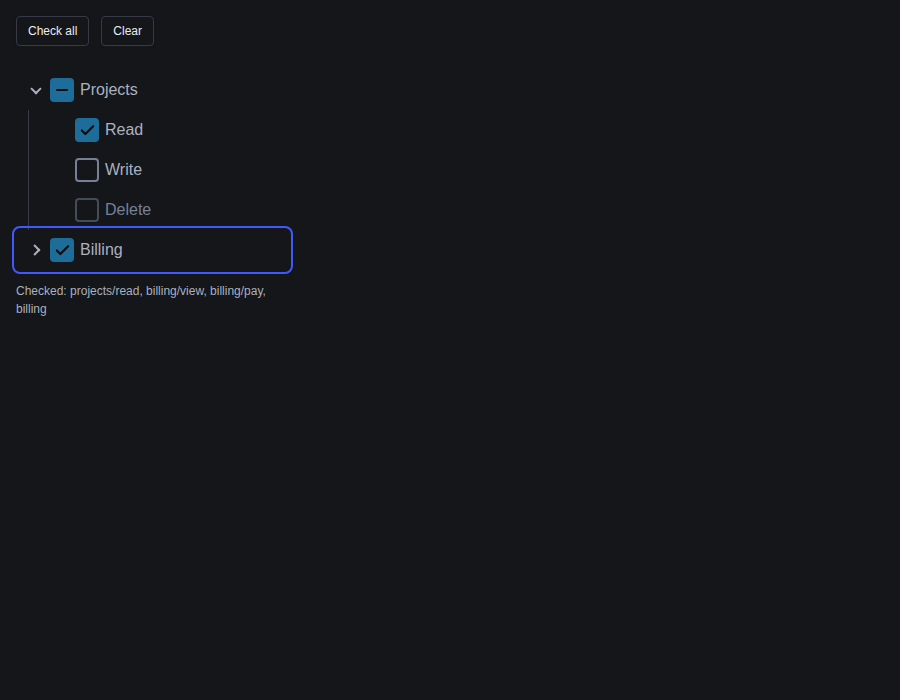 Check all Clear
Projects
Read
Write
Delete
Billing
Checked: projects/read, billing/view, billing/pay,
billing